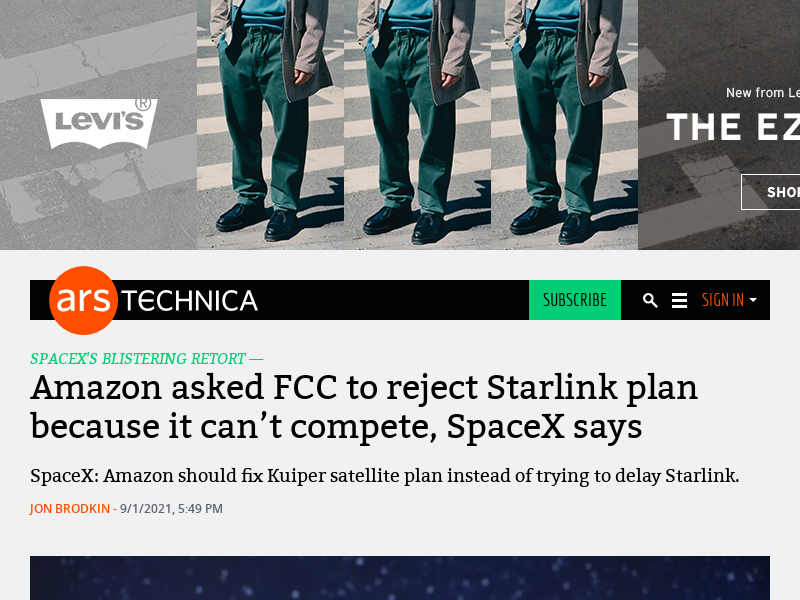 LEVI'S®
New from Le
THE EZ
SHO
ars TECHNICA
SUBSCRIBE
SIGN IN
SPACEX'S BLISTERING RETORT —
Amazon asked FCC to reject Starlink plan
because it can’t compete, SpaceX says
SpaceX: Amazon should fix Kuiper satellite plan instead of trying to delay Starlink.
JON BRODKIN - 9/1/2021, 5:49 PM